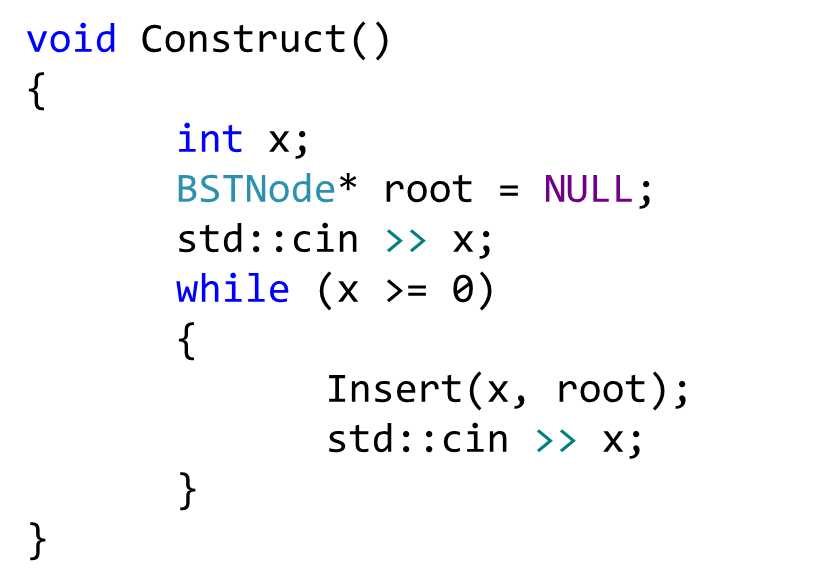 void Construct()
{
int x;
BSTNode* root = NULL;
std::cin >> x;
while (x >= 0)
{
Insert(x, root);
std::cin >> x;
}
}